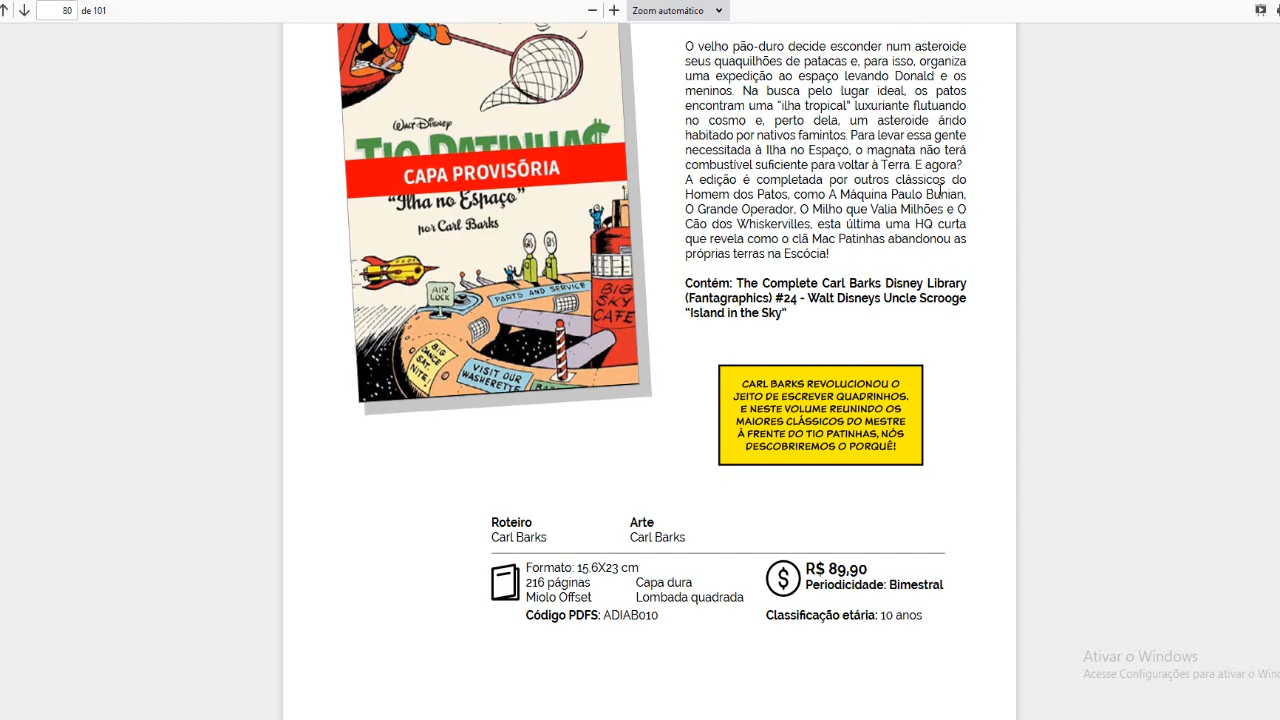 80 de 101 Zoom automático
O velho pão-duro decide esconder num asteroide
seus quaquilhões de patacas e, para isso, organiza
uma expedição ao espaço levando Donald e os
meninos. Na busca pelo lugar ideal, os patos
encontram uma “ilha tropical” luxuriante flutuando
no cosmo e, perto dela, um asteroide árido
habitado por nativos famintos. Para levar essa gente
necessitada à Ilha no Espaço, o magnata não terá
combustível suficiente para voltar à Terra. E agora?
A edição é completada por outros clássicos do
Homem dos Patos, como A Máquina Paulo Bunian,
O Grande Operador, O Milho que Valia Milhões e O
Cão dos Whiskervilles, esta última uma HQ curta
que revela como o clã Mac Patinhas abandonou as
próprias terras na Escócia!
Contém: The Complete Carl Barks Disney Library
(Fantagraphics) #24 - Walt Disneys Uncle Scrooge
“Island in the Sky”
Walt Disney
TIO PATINHA$
CAPA PROVISÓRIA
“Ilha no Espaço”
por Carl Barks
AIR
LOCK
PARTS AND SERVICE
BIG
SKY
CAFE
BIG
DANCE
SAT.
NITE!
VISIT OUR
WASHERETTE
CARL BARKS REVOLUCIONOU O
JEITO DE ESCREVER QUADRINHOS.
E NESTE VOLUME REUNINDO OS
MAIORES CLÁSSICOS DO MESTRE
À FRENTE DO TIO PATINHAS, NÓS
DESCOBRIREMOS O PORQUÊ!
Roteiro Arte
Carl Barks Carl Barks
Formato: 15.6X23 cm
216 páginas Capa dura
Miolo Offset Lombada quadrada
Código PDFS: ADIAB010
R$ 89,90
Periodicidade: Bimestral
Classificação etária: 10 anos
Ativar o Windows
Acesse Configurações para ativar o Win